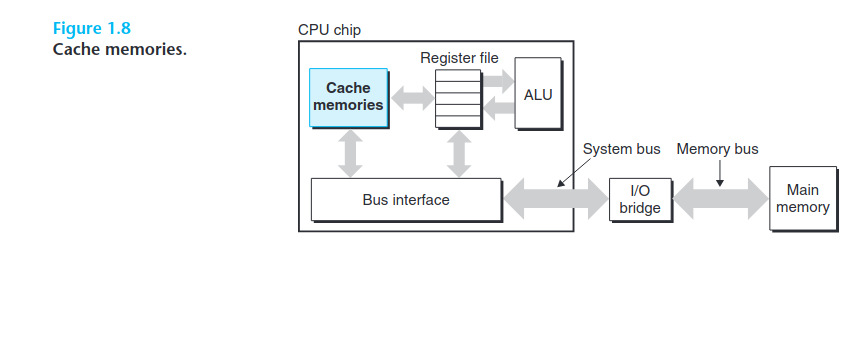 Figure 1.8
Cache memories.
CPU chip
Register file
Cache
memories
ALU
System bus
Memory bus
Bus interface
I/O
bridge
Main
memory